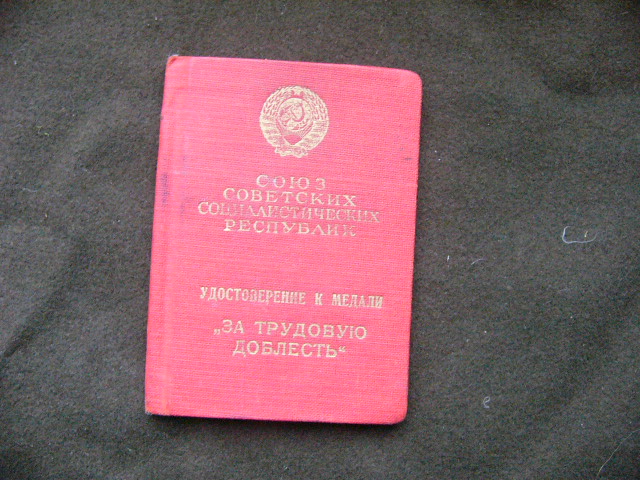 СОЮЗ
СОВЕТСКИХ
СОЦИАЛИСТИЧЕСКИХ
РЕСПУБЛИК
УДОСТОВЕРЕНИЕ К МЕДАЛИ
„ЗА ТРУДОВУЮ
ДОБЛЕСТЬ“